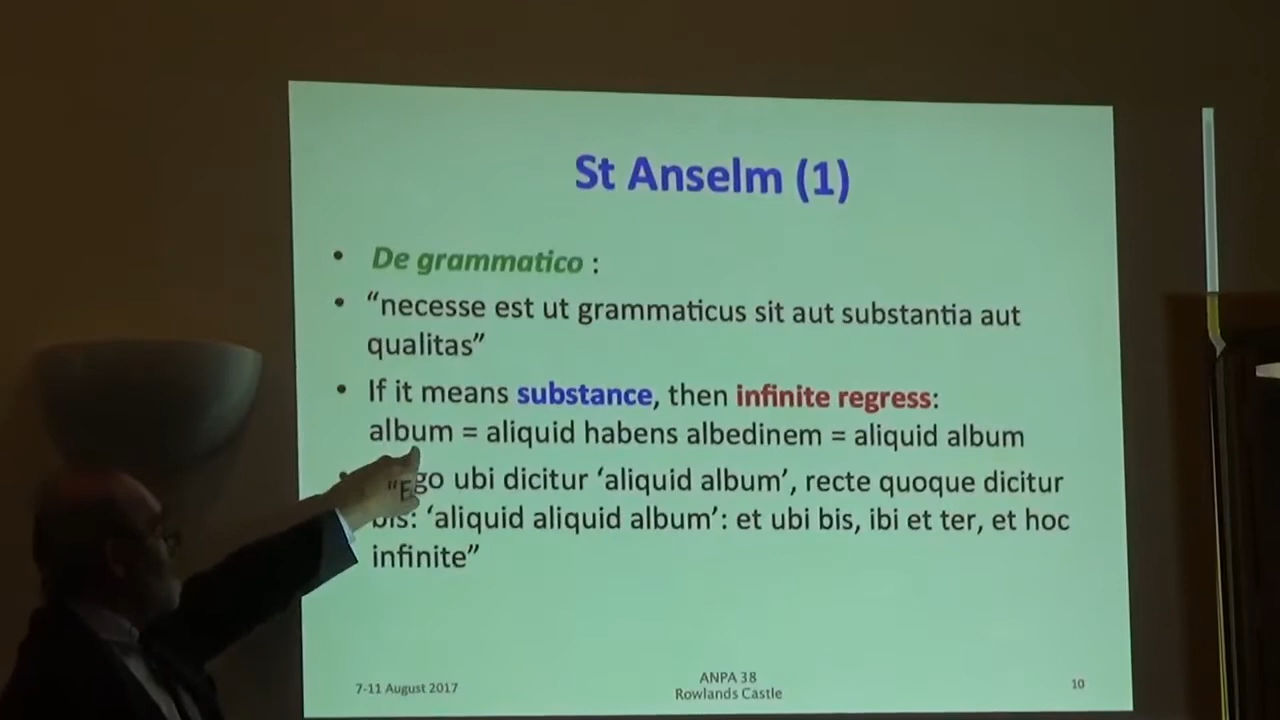 St Anselm (1)
• De grammatico :
• “necesse est ut grammaticus sit aut substantia aut
qualitas”
• If it means substance, then infinite regress:
album = aliquid habens albedinem = aliquid album
• “Ego ubi dicitur ‘aliquid album’, recte quoque dicitur
bis: ‘aliquid aliquid album’: et ubi bis, ibi et ter, et hoc
infinite”
7-11 August 2017
ANPA 38
Rowlands Castle
10